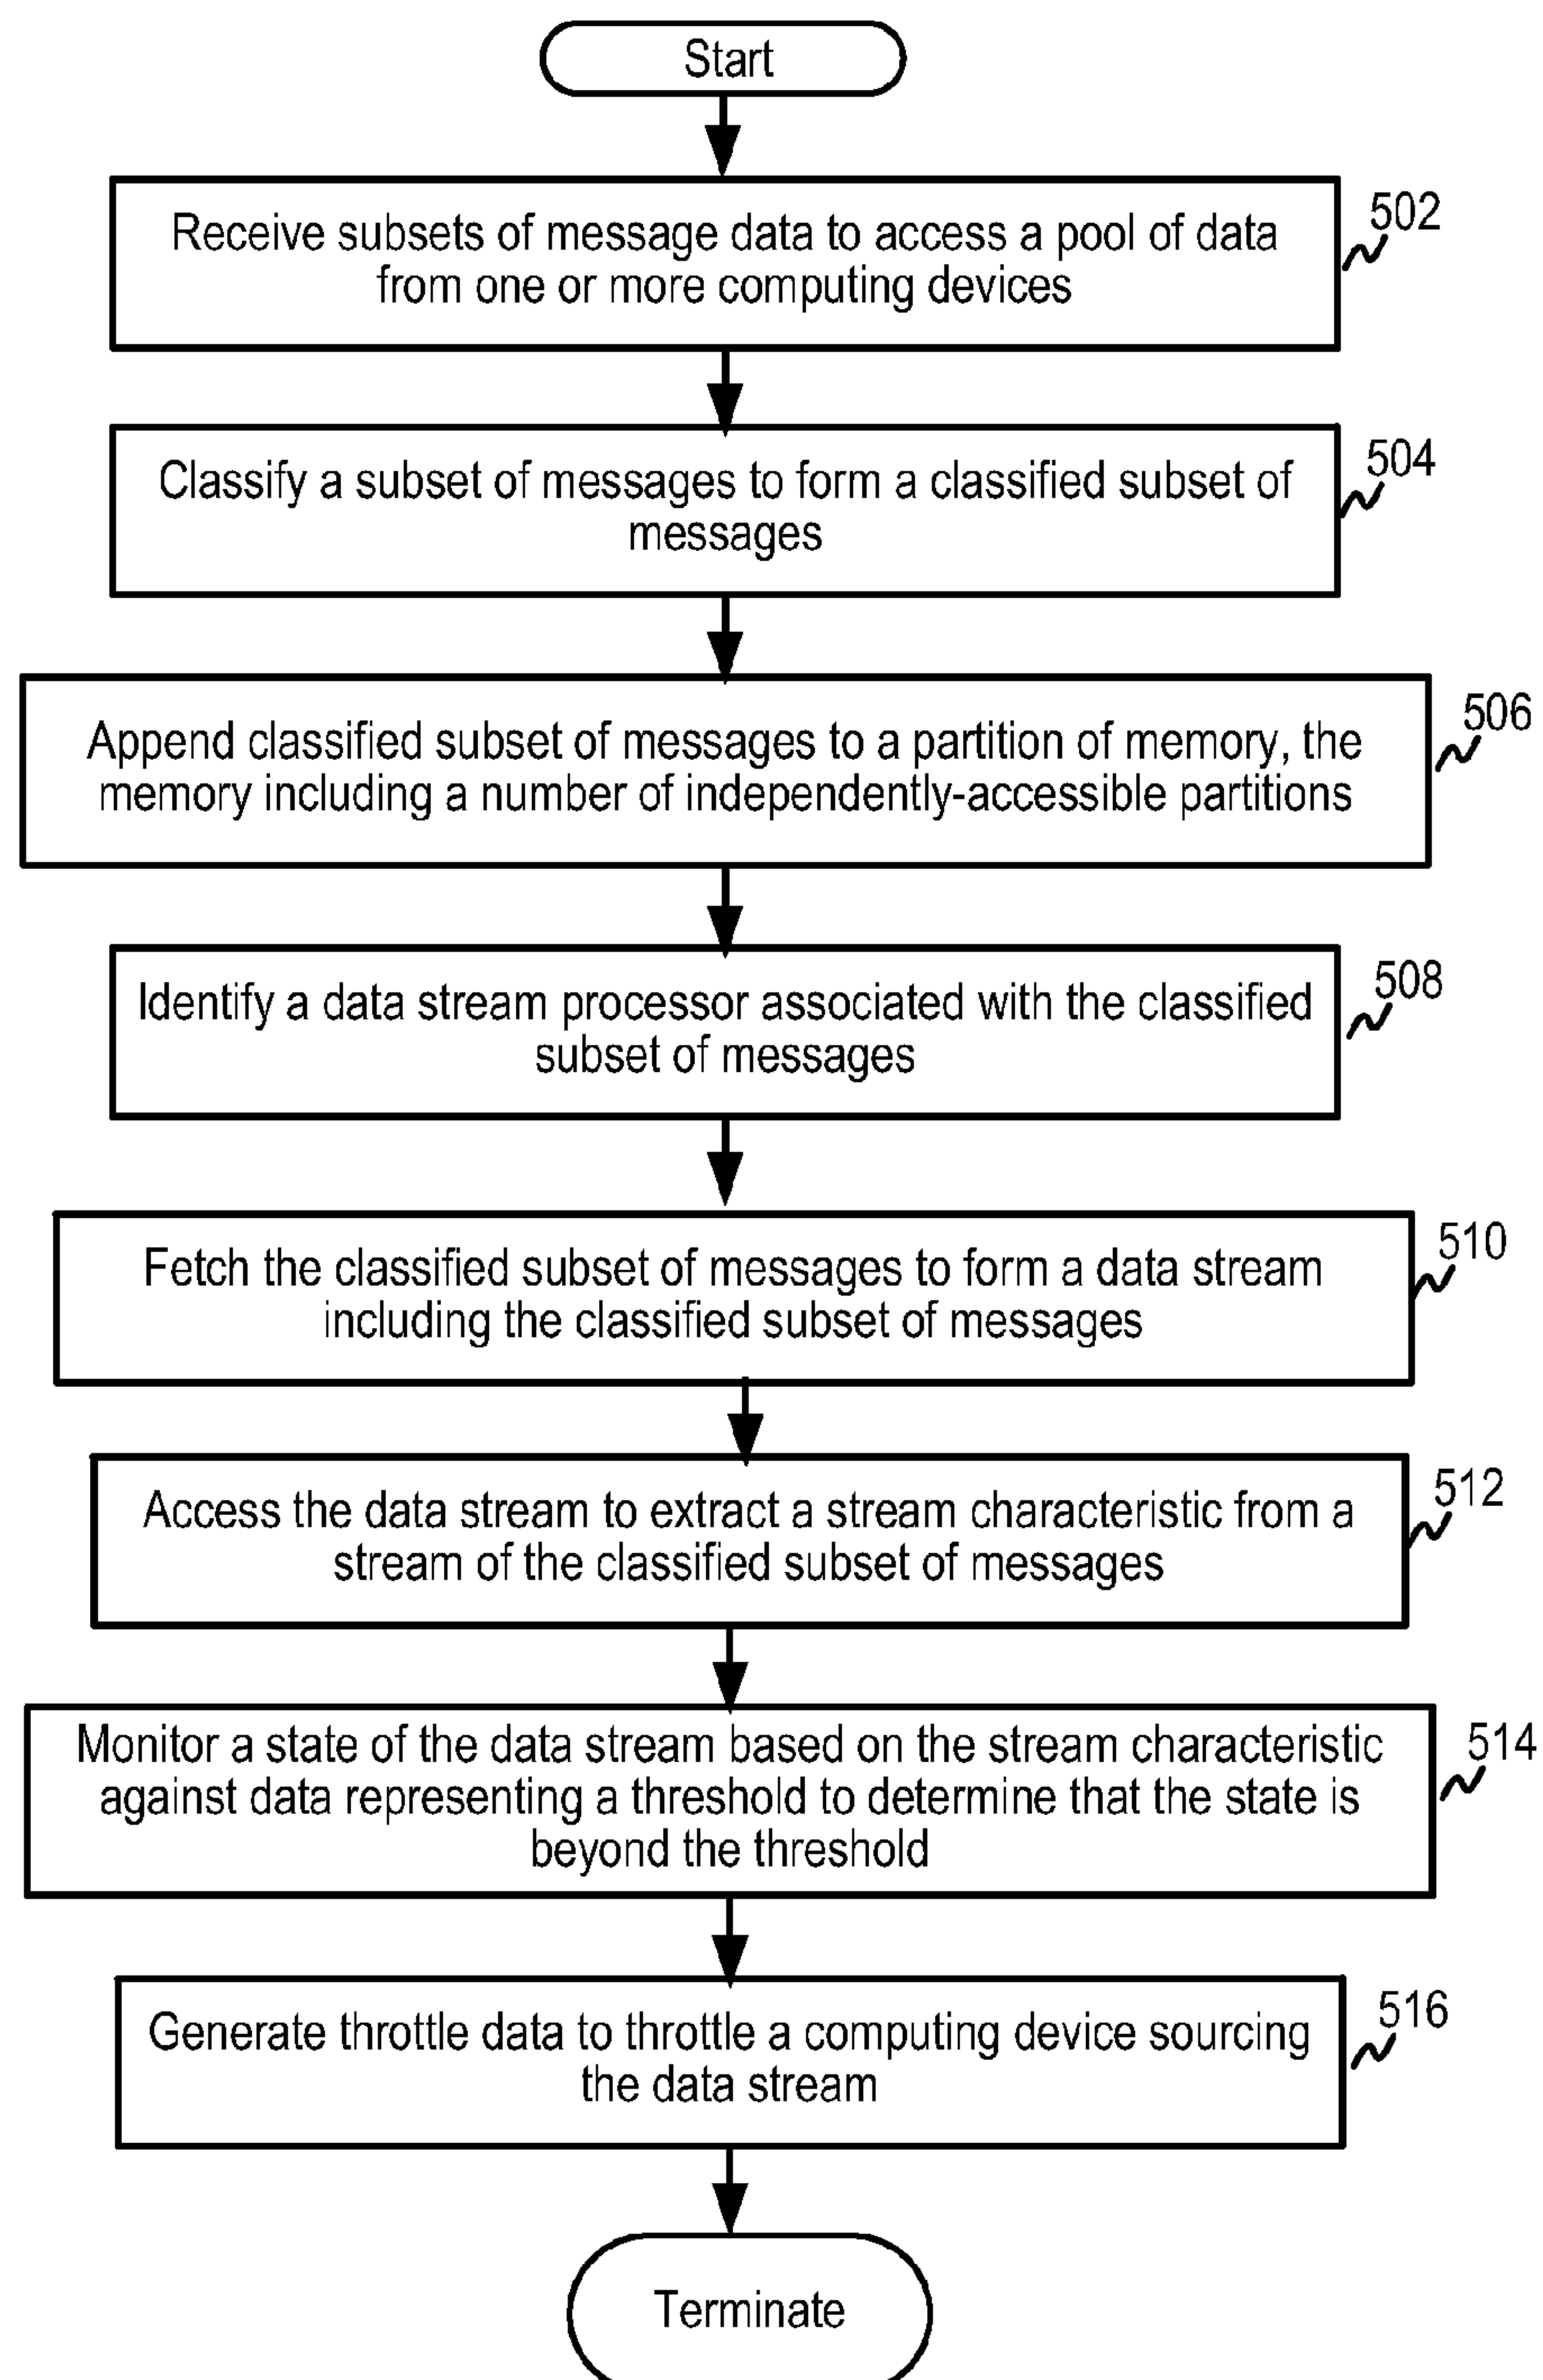 Start
502
Receive subsets of message data to access a pool of data
from one or more computing devices
504
Classify a subset of messages to form a classified subset of
messages
506
Append classified subset of messages to a partition of memory, the
memory including a number of independently-accessible partitions
508
Identify a data stream processor associated with the classified
subset of messages
510
Fetch the classified subset of messages to form a data stream
including the classified subset of messages
512
Access the data stream to extract a stream characteristic from a
stream of the classified subset of messages
514
Monitor a state of the data stream based on the stream characteristic
against data representing a threshold to determine that the state is
beyond the threshold
516
Generate throttle data to throttle a computing device sourcing
the data stream
Terminate